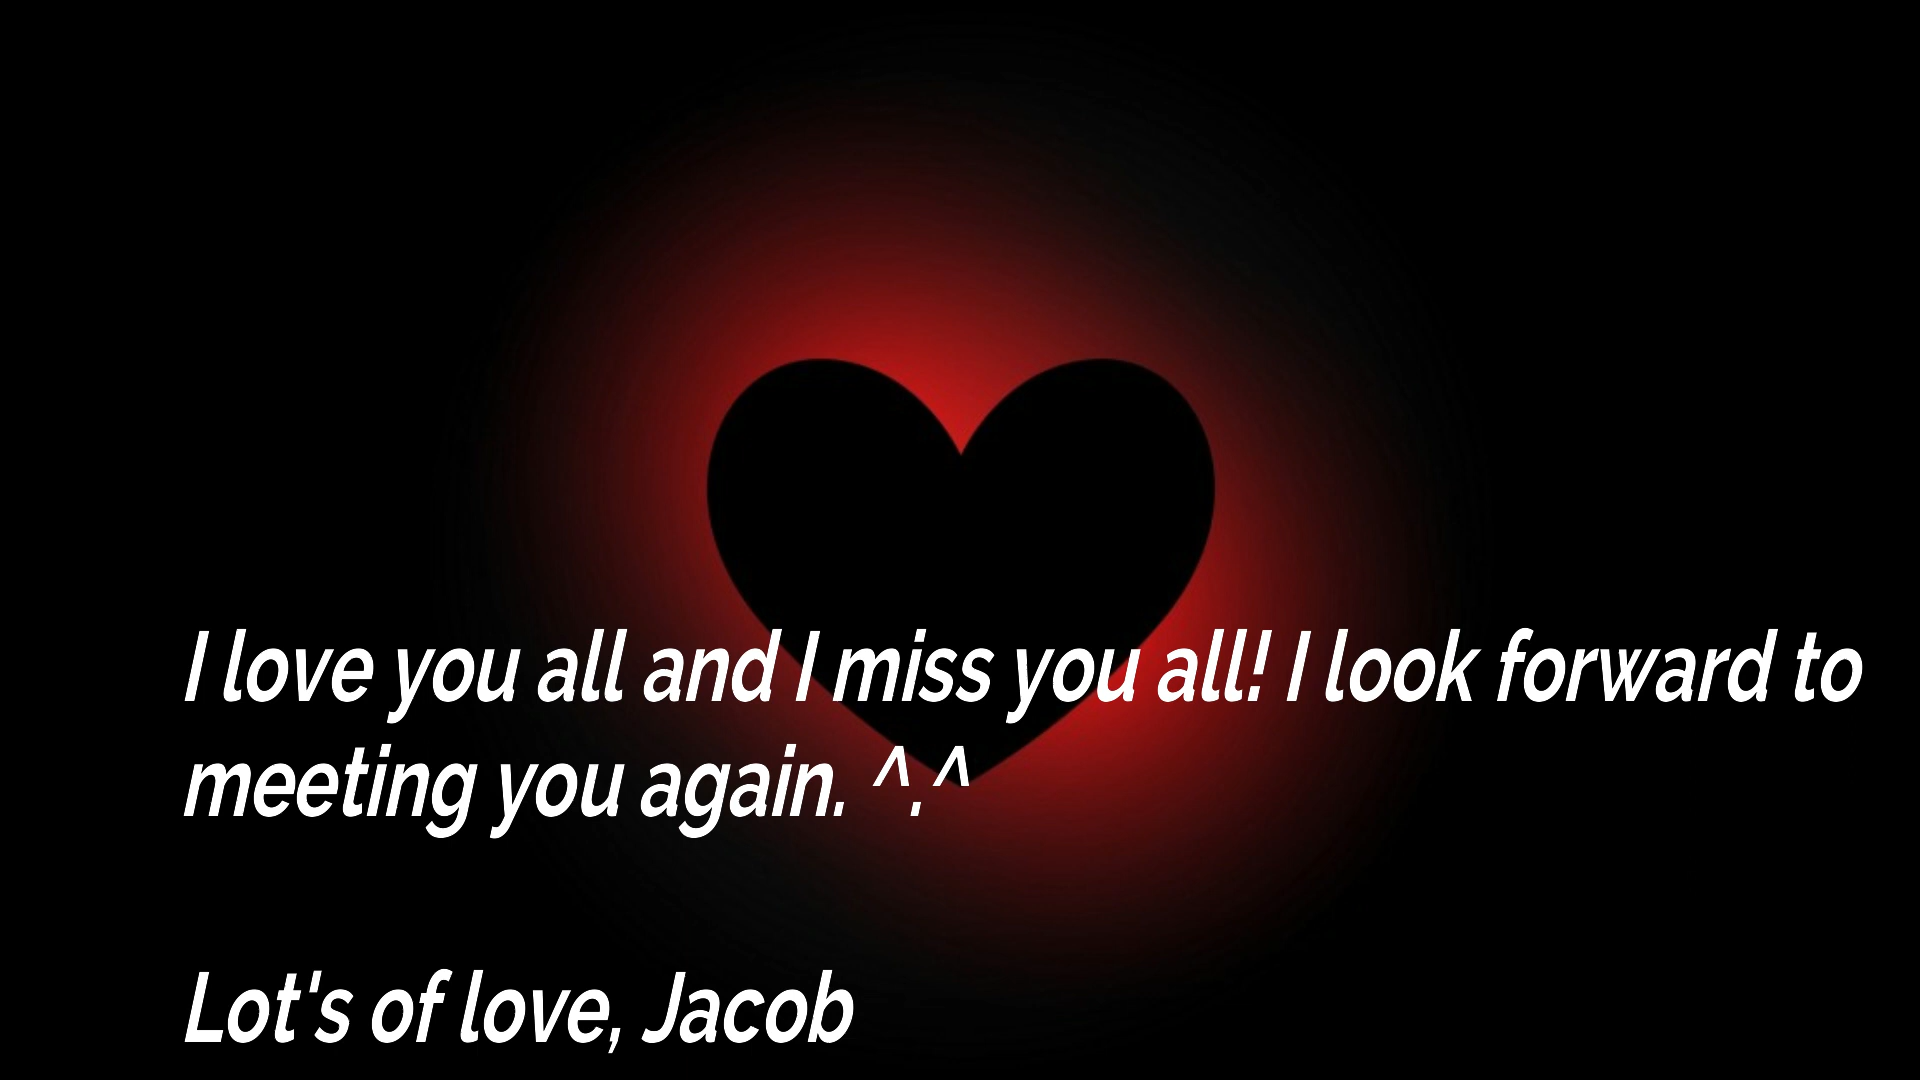 I love you all and I miss you all! I look forward to
meeting you again. ^.^
Lot's of love, Jacob